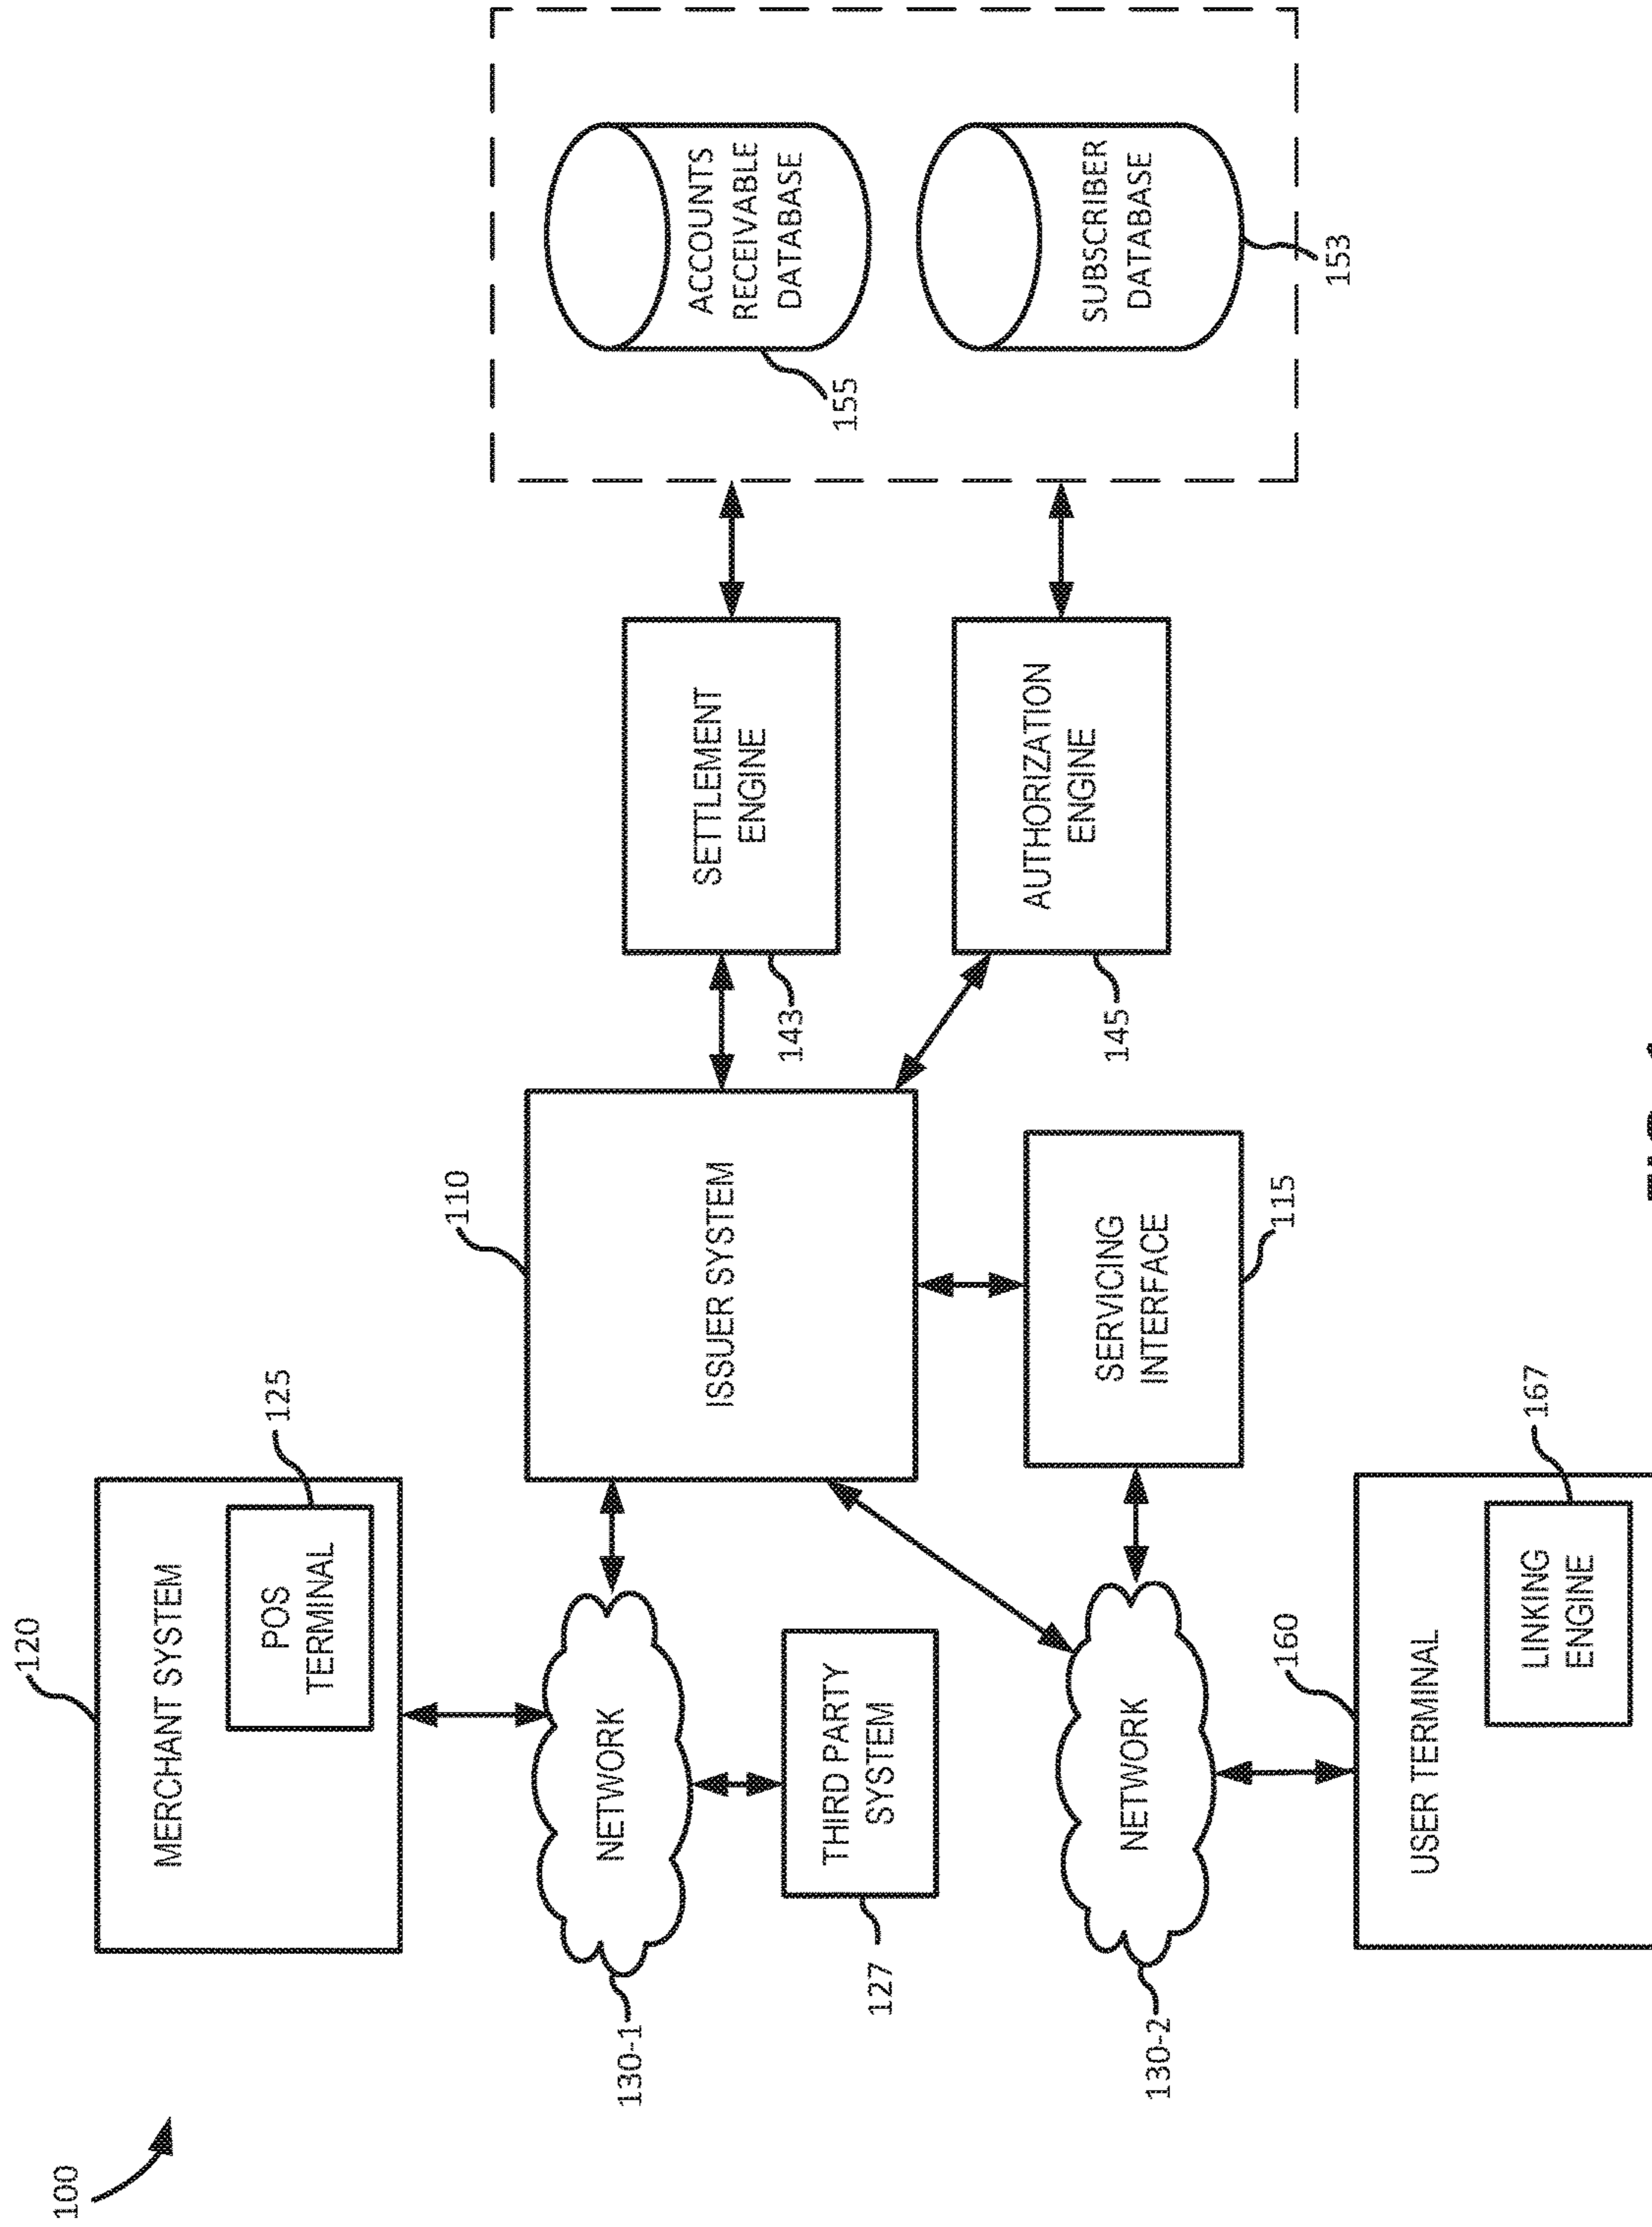 100
120
MERCHANT SYSTEM
POS
TERMINAL
125
130-1
NETWORK
THIRD PARTY
SYSTEM
127
110
ISSUER SYSTEM
SETTLEMENT
ENGINE
143
AUTHORIZATION
ENGINE
145
ACCOUNTS
RECEIVABLE
DATABASE
155
SUBSCRIBER
DATABASE
153
SERVICING
INTERFACE
115
130-2
NETWORK
160
USER TERMINAL
LINKING
ENGINE
167